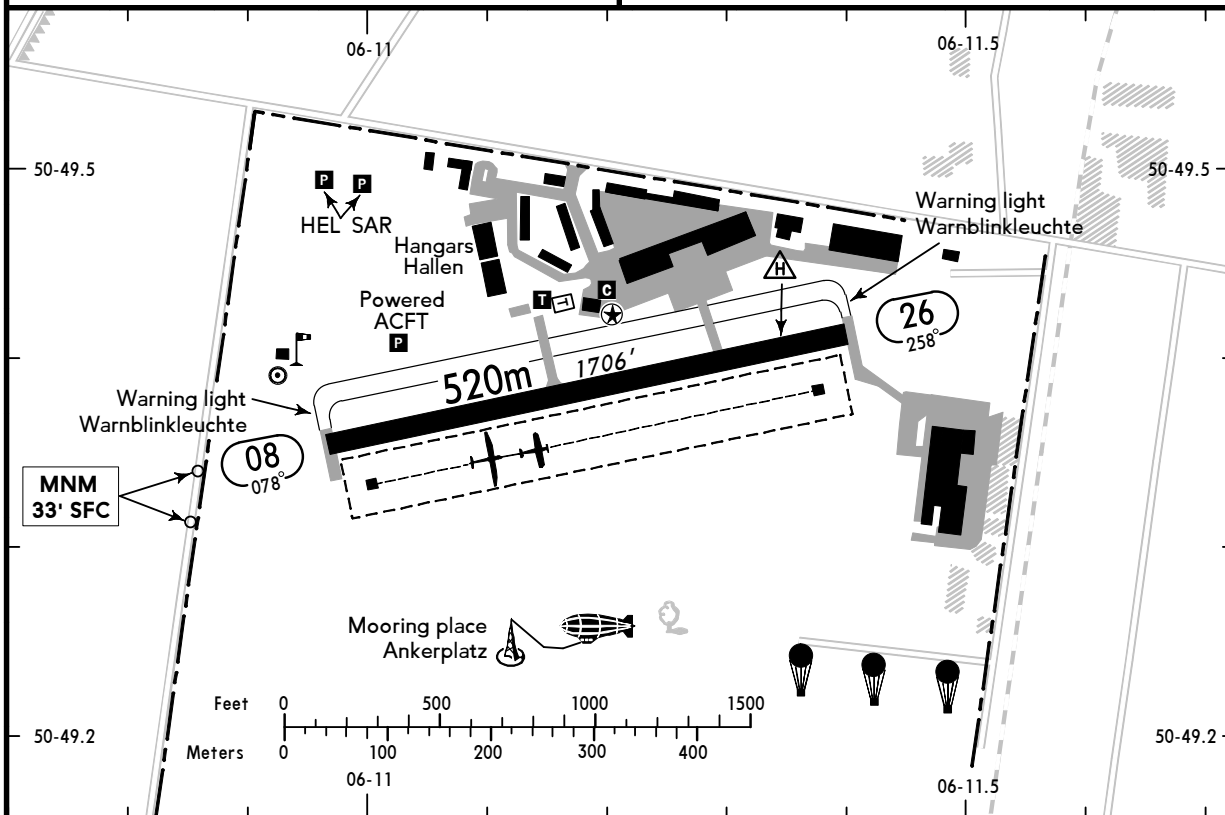 06-11
06-11.5
50-49.5
50-49.5
P
P
HEL SAR
Warning light
Warnblinkleuchte
Hangars
Hallen
H
C
T
T
Powered
ACFT
P
26
258°
520m
1706'
Warning light
Warnblinkleuchte
08
078°
MNM
33' SFC
Mooring place
Ankerplatz
Feet 0 500 1000 1500
Meters 0 100 200 300 400
50-49.2
50-49.2
06-11
06-11.5